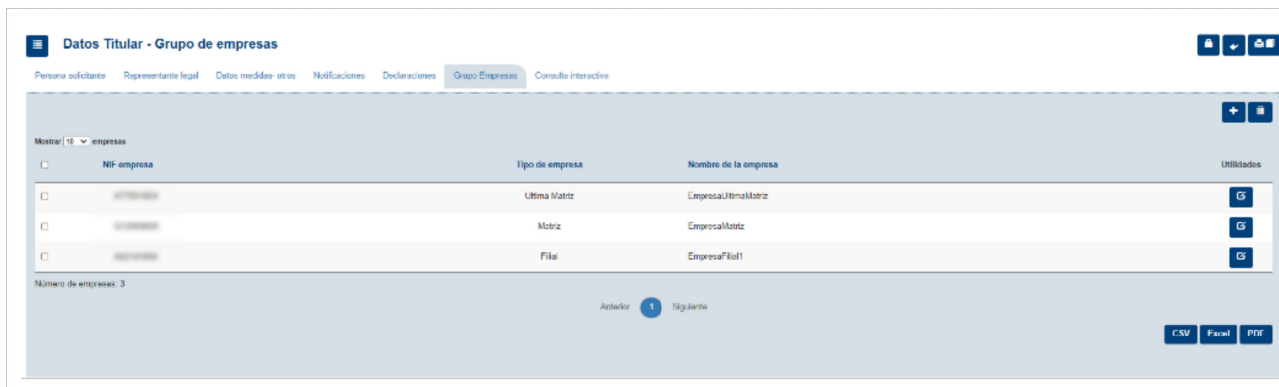 Datos Titular - Grupo de empresas
Persona solicitante Representante legal Datos medidas- otros Notificaciones Declaraciones Grupo Empresas Consulta interactiva
Mostrar 10 empresas
NIF empresa Tipo de empresa Nombre de la empresa Utilidades
Ultima Matriz EmpresaUltimaMatriz
Matriz EmpresaMatriz
Filial EmpresaFilial1
Número de empresas: 3
Anterior 1 Siguiente
CSV Excel PDF